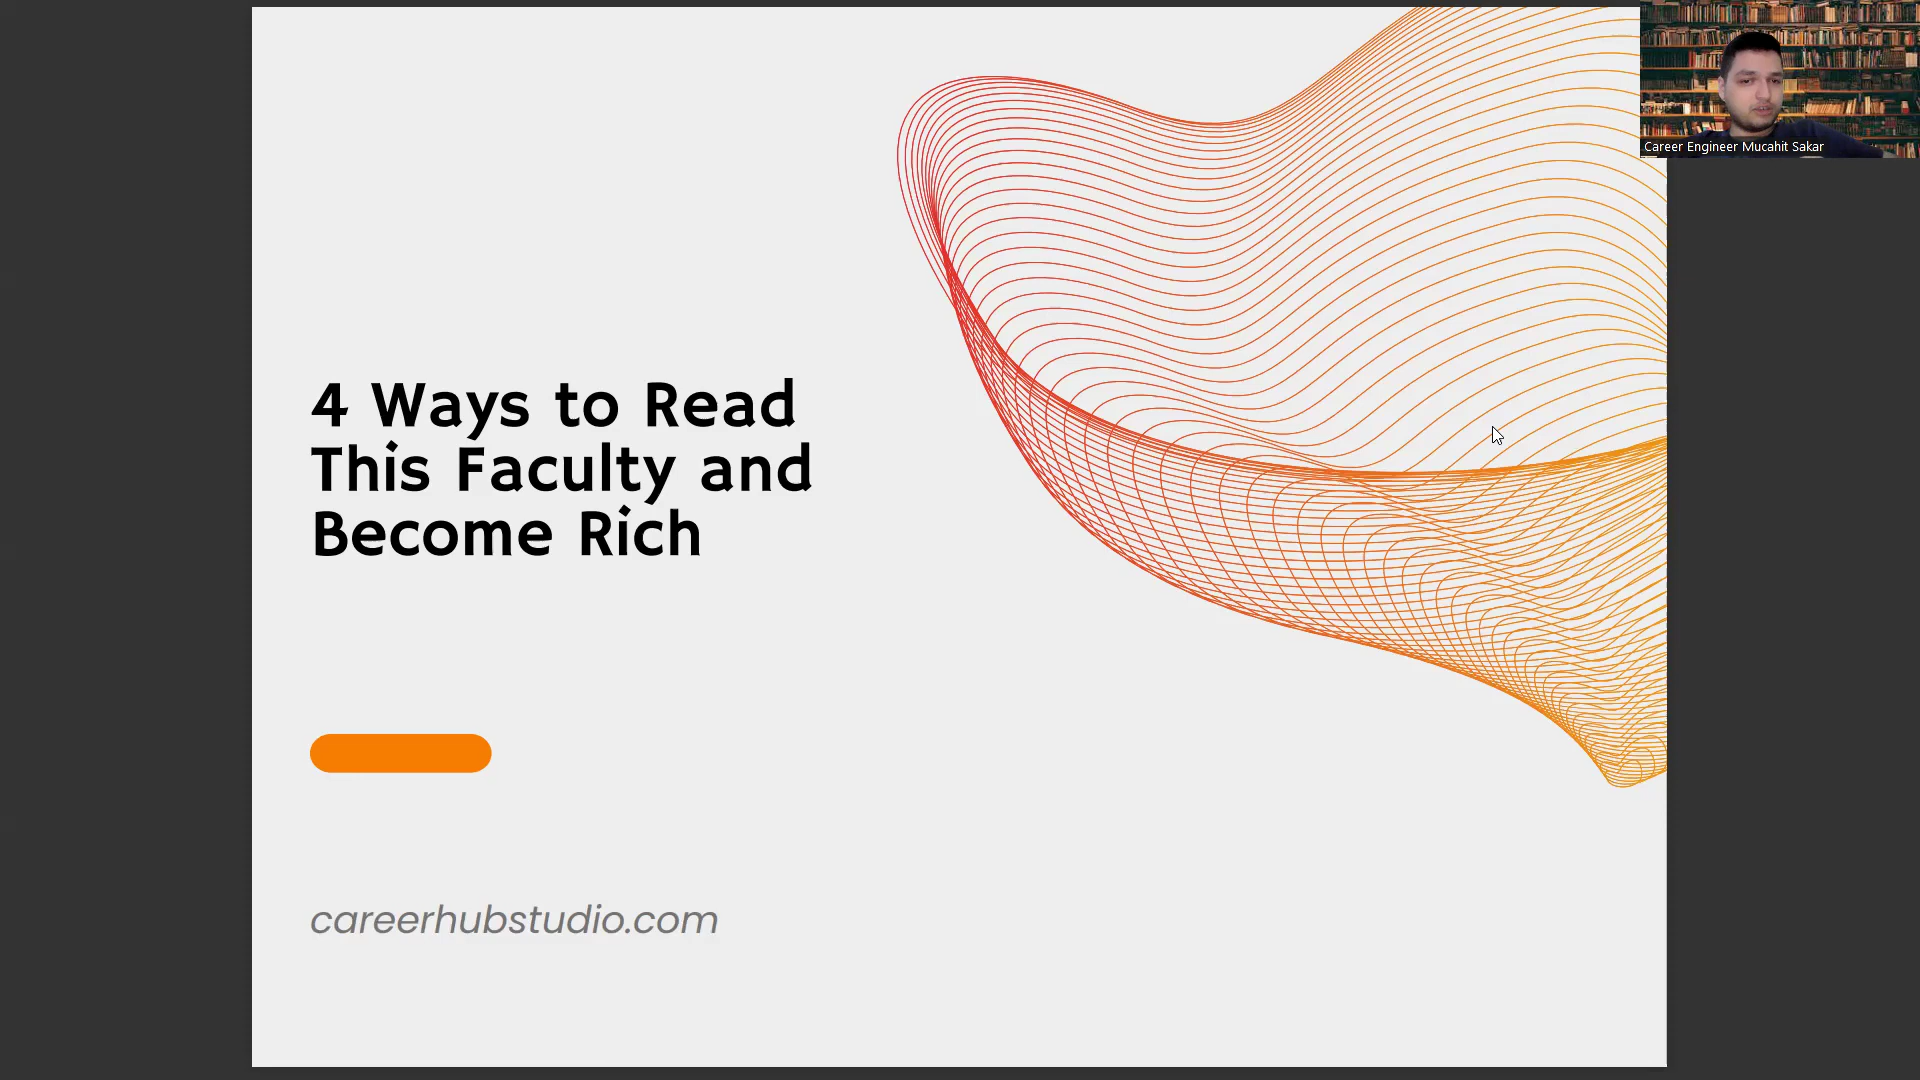 Career Engineer Mucahit Sakar
4 Ways to Read
This Faculty and
Become Rich
careerhubstudio.com